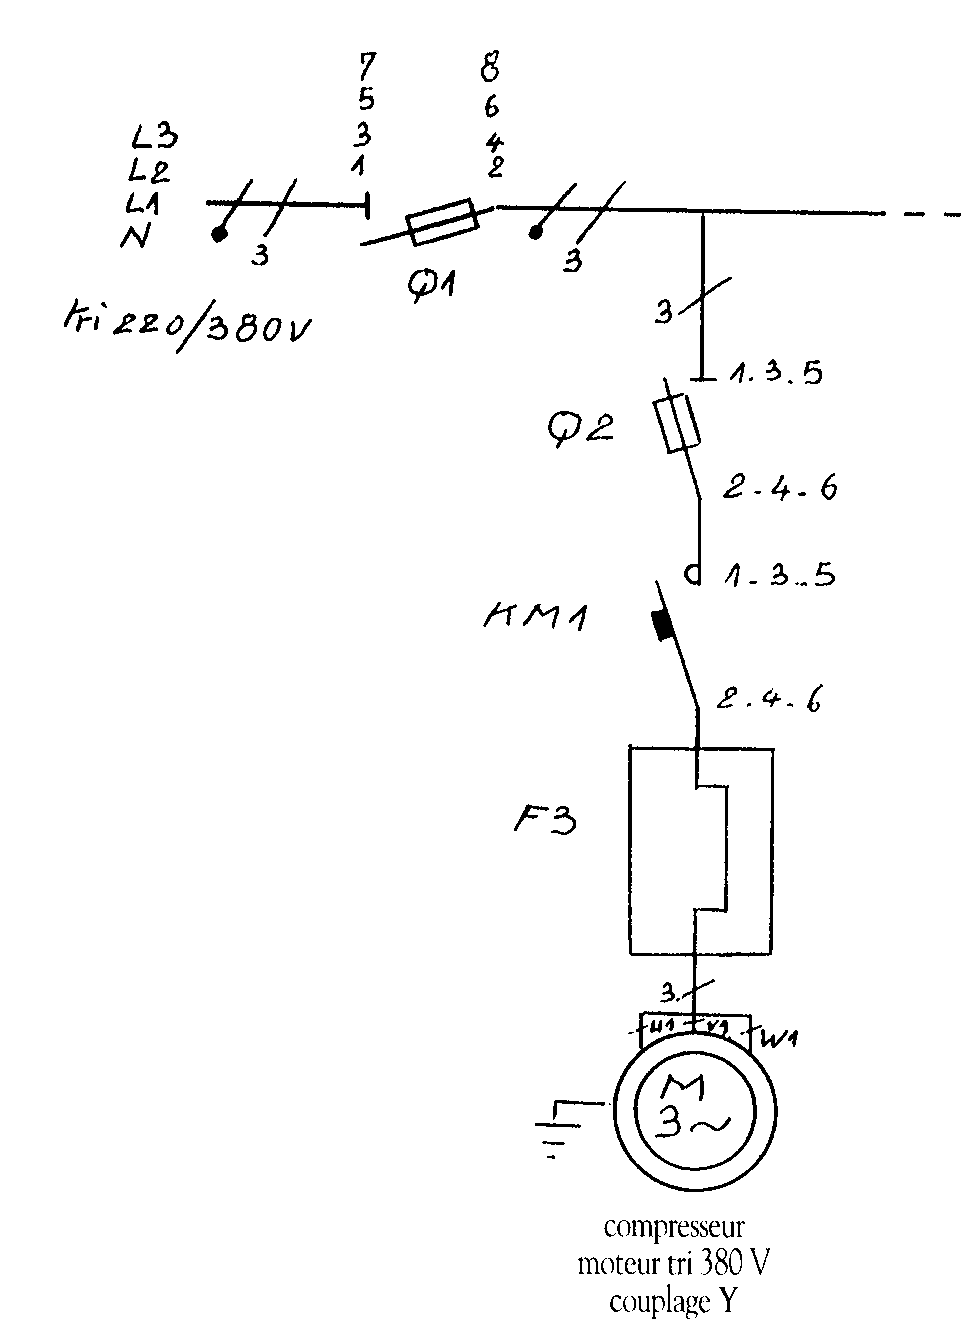 7 8
5 6
L3 3 4
L2 1 2
L1
N
3 3
Q1
tri 220/380V
3
1.3.5
Q2
2-4-6
1-3..5
KM1
2.4.6
F3
3.
U1 V1 W1
M
3~
compresseur
moteur tri 380 V
couplage Y